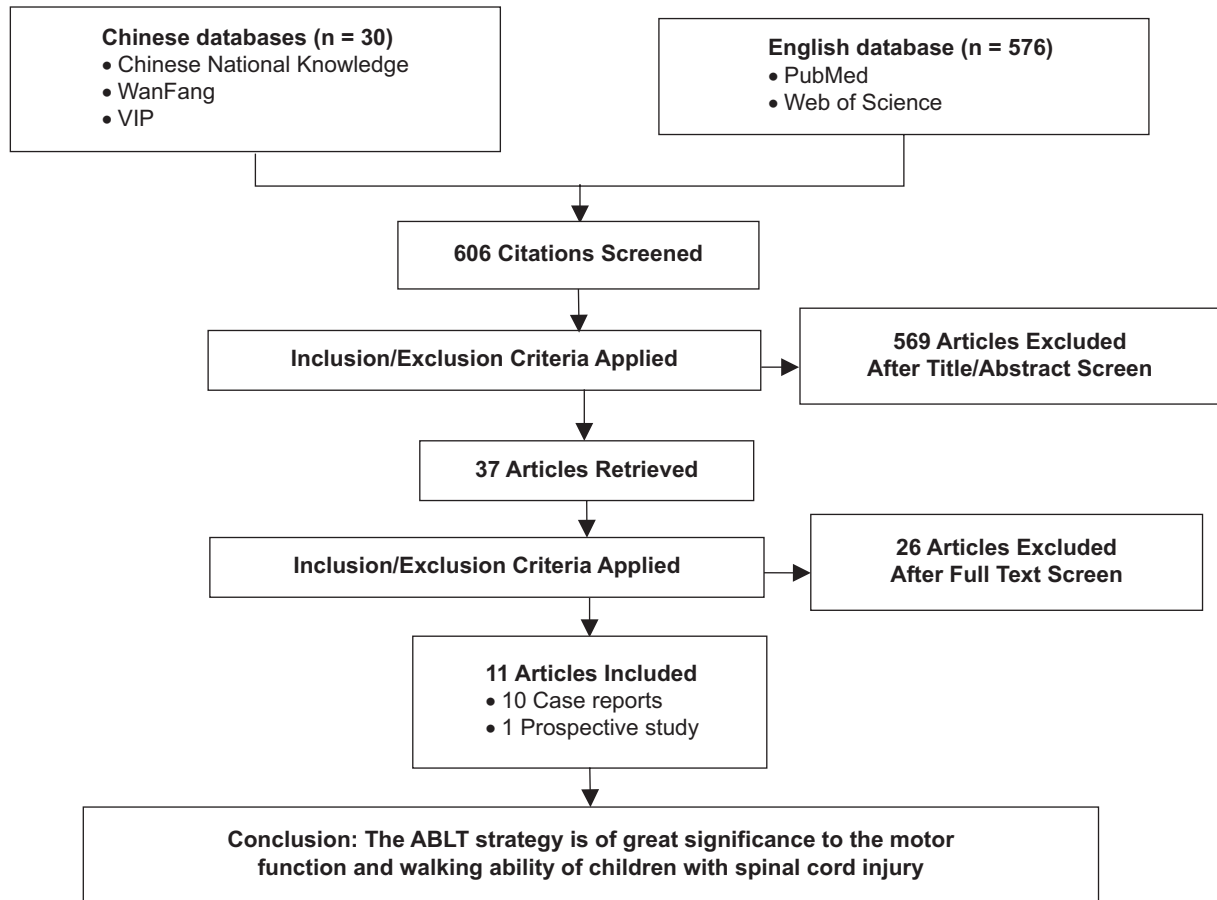 Chinese databases (n = 30)
• Chinese National Knowledge
• WanFang
• VIP
English database (n = 576)
• PubMed
• Web of Science
606 Citations Screened
Inclusion/Exclusion Criteria Applied
569 Articles Excluded
After Title/Abstract Screen
37 Articles Retrieved
Inclusion/Exclusion Criteria Applied
26 Articles Excluded
After Full Text Screen
11 Articles Included
• 10 Case reports
• 1 Prospective study
Conclusion: The ABLT strategy is of great significance to the motor
function and walking ability of children with spinal cord injury